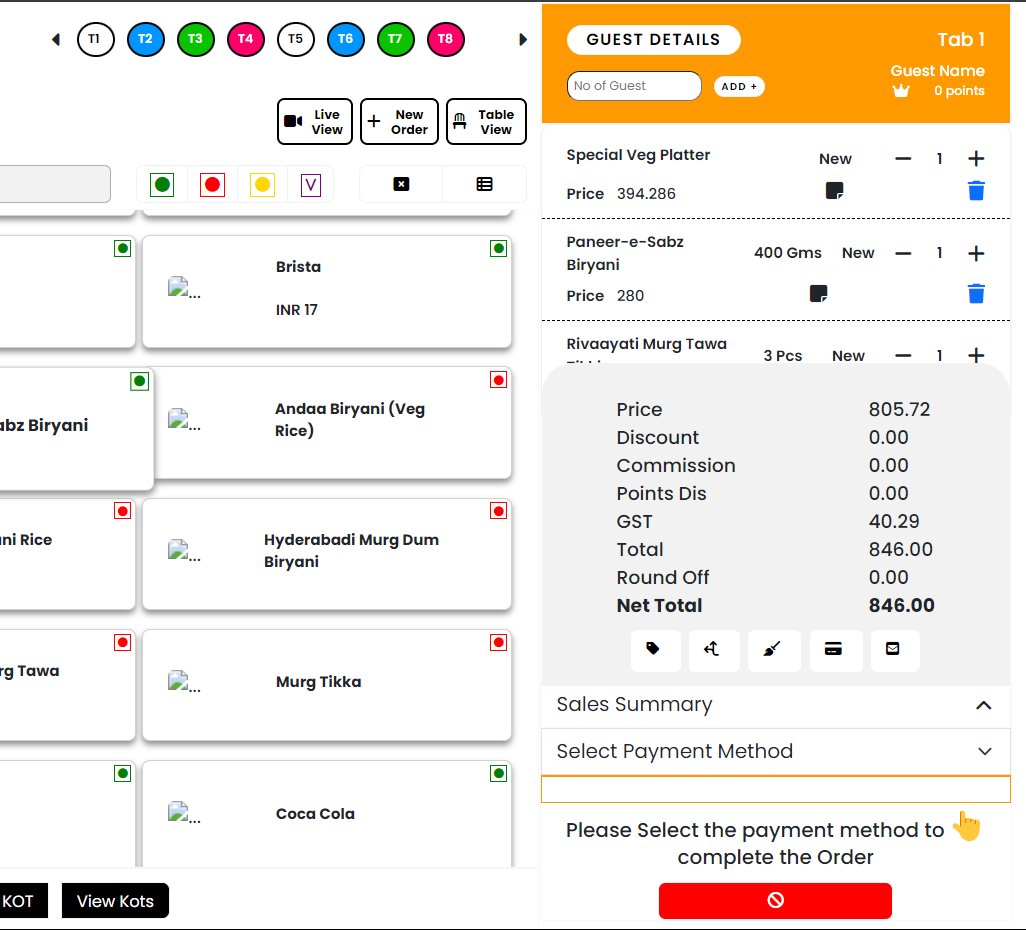 T1 T2 T3 T4 T5 T6 T7 T8
Live
View
New
Order
Table
View
V
Brista
INR 17
abz Biryani
Andaa Biryani (Veg
Rice)
ni Rice
Hyderabadi Murg Dum
Biryani
rg Tawa
Murg Tikka
Coca Cola
KOT
View Kots
GUEST DETAILS
Tab 1
No of Guest
ADD +
Guest Name
0 points
Special Veg Platter
New
1
Price 394.286
Paneer-e-Sabz
Biryani
400 Gms New
1
Price 280
Rivaayati Murg Tawa
3 Pcs New
1
Price 805.72
Discount 0.00
Commission 0.00
Points Dis 0.00
GST 40.29
Total 846.00
Round Off 0.00
Net Total 846.00
Sales Summary
Select Payment Method
Please Select the payment method to
complete the Order